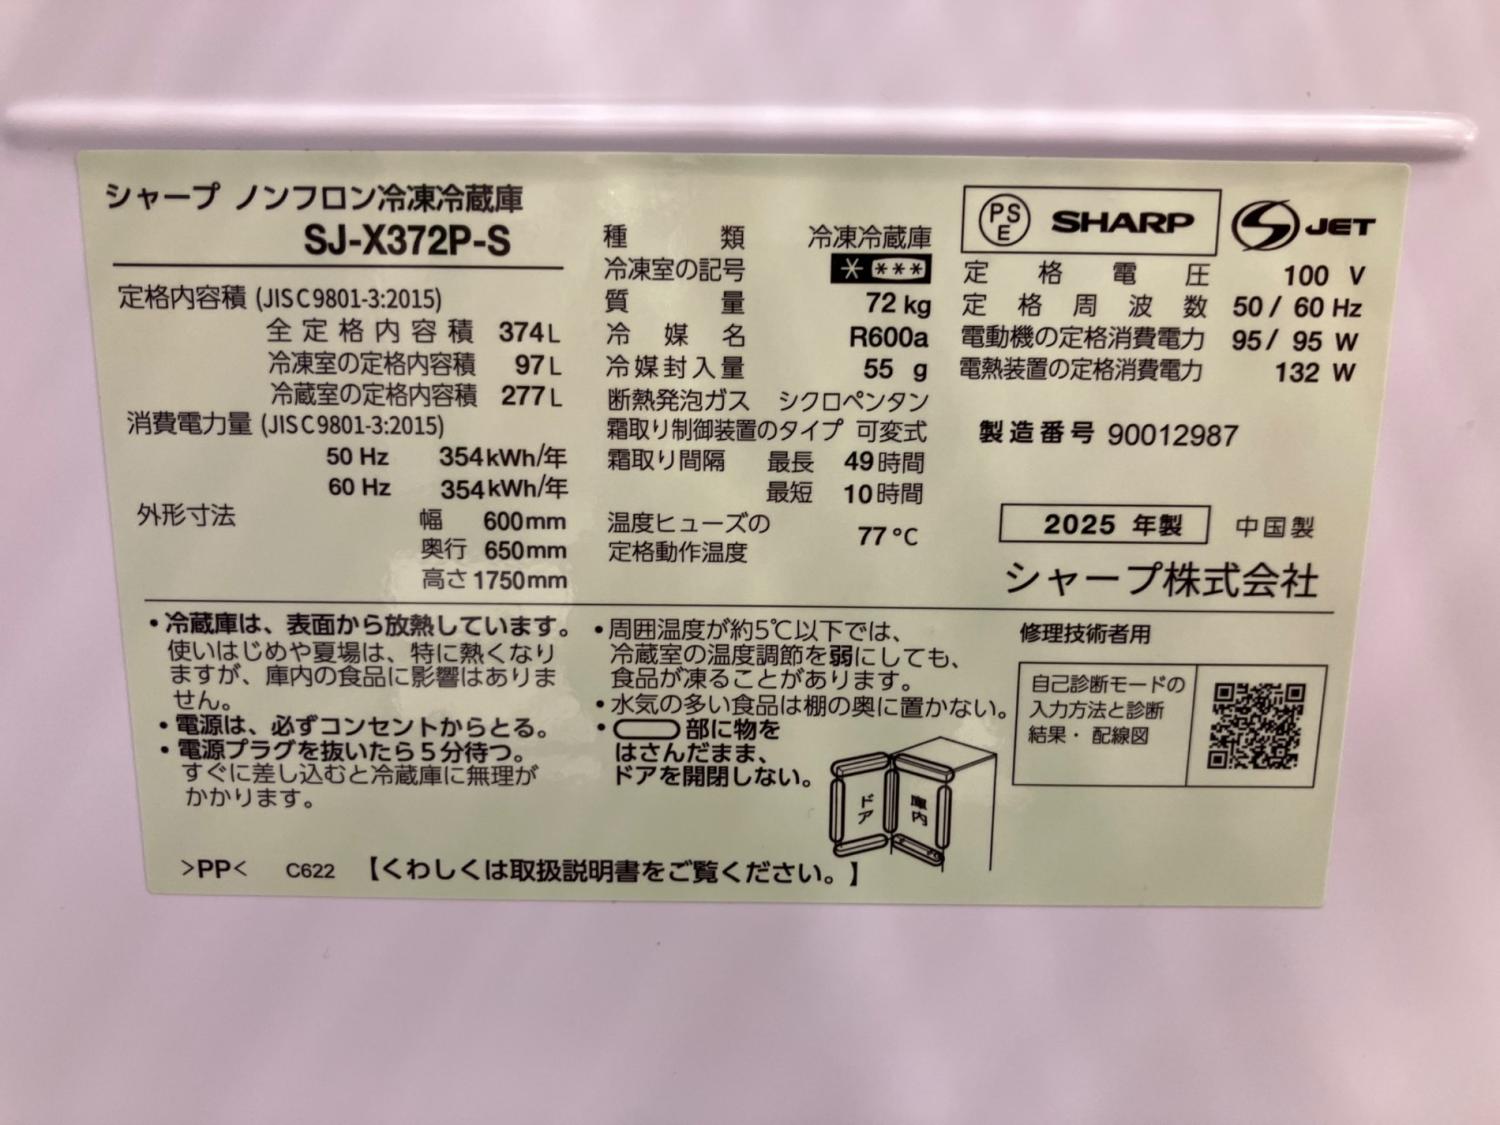 シャープ ノンフロン冷凍冷蔵庫
SJ-X372P-S
定格内容積 (JIS C 9801-3:2015)
全定格内容積 374L
冷凍室の定格内容積 97L
冷蔵室の定格内容積 277L
消費電力量 (JIS C 9801-3:2015)
50 Hz 354kWh/年
60 Hz 354kWh/年
外形寸法 幅 600mm
奥行 650mm
高さ 1750mm
種類 冷凍冷蔵庫
冷凍室の記号 * ***
質量 72 kg
冷媒名 R600a
冷媒封入量 55 g
断熱発泡ガス シクロペンタン
霜取り制御装置のタイプ 可変式
霜取り間隔 最長 49時間
最短 10時間
温度ヒューズの
定格動作温度 77 ℃
PSE SHARP JET
定格電圧 100 V
定格周波数 50 / 60 Hz
電動機の定格消費電力 95 / 95 W
電熱装置の定格消費電力 132 W
製造番号 90012987
2025 年製 中国製
シャープ株式会社
・冷蔵庫は、表面から放熱しています。
使いはじめや夏場は、特に熱くなり
ますが、庫内の食品に影響はありま
せん。
・電源は、必ずコンセントからとる。
・電源プラグを抜いたら5分待つ。
すぐに差し込むと冷蔵庫に無理が
かかります。
・周囲温度が約5℃以下では、
冷蔵室の温度調節を弱にしても、
食品が凍ることがあります。
・水気の多い食品は棚の奥に置かない。
・部に物を
はさんだまま、
ドアを開閉しない。
ドア
庫内
修理技術者用
自己診断モードの
入力方法と診断
結果・配線図
>PP< C622 【くわしくは取扱説明書をご覧ください。】